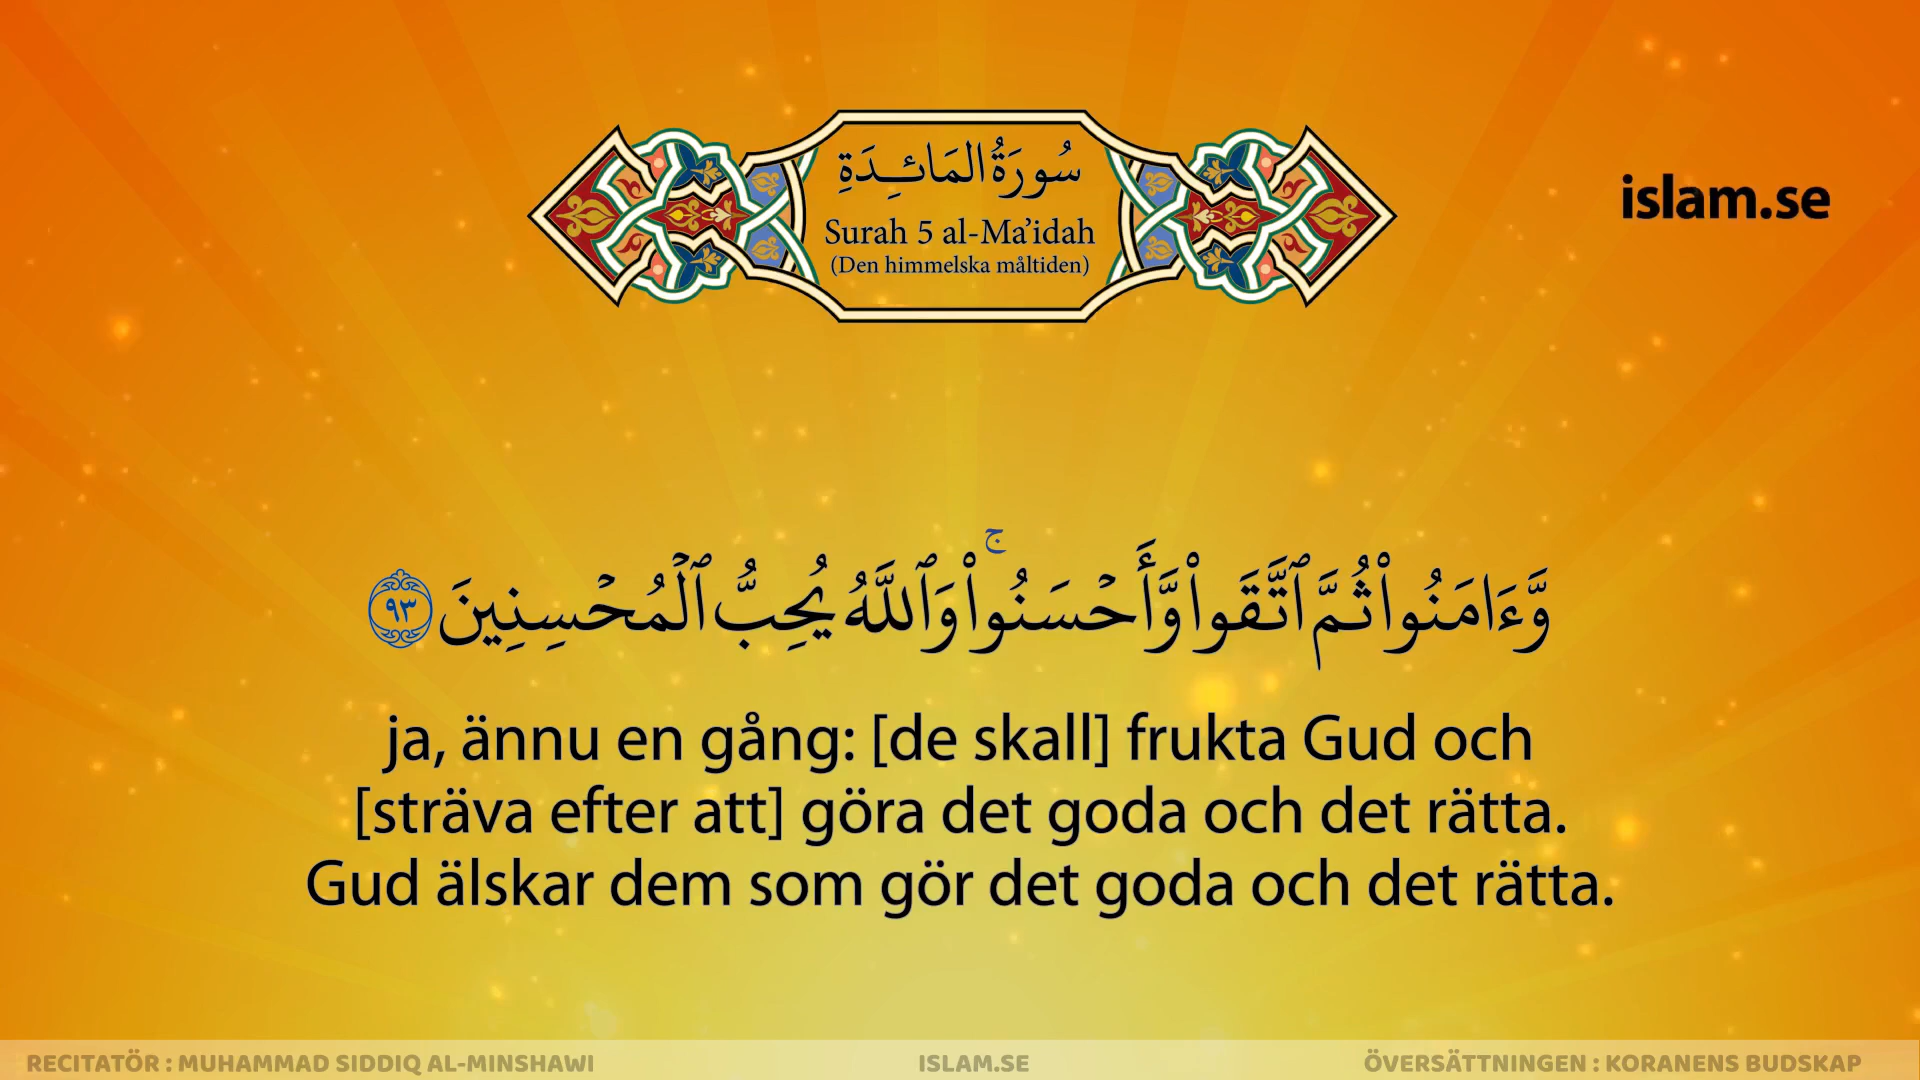 سُورَةُ المَائِدَةِ
Surah 5 al-Ma’idah
(Den himmelska måltiden)
islam.se
وَّءَامَنُوا۟ ثُمَّ ٱتَّقَوا۟ وَّأَحْسَنُوا۟ ۚ وَٱللَّهُ يُحِبُّ ٱلْمُحْسِنِينَ ٩٣
ja, ännu en gång: [de skall] frukta Gud och
[sträva efter att] göra det goda och det rätta.
Gud älskar dem som gör det goda och det rätta.
RECITATÖR : MUHAMMAD SIDDIQ AL-MINSHAWI
ISLAM.SE
ÖVERSÄTTNINGEN : KORANENS BUDSKAP